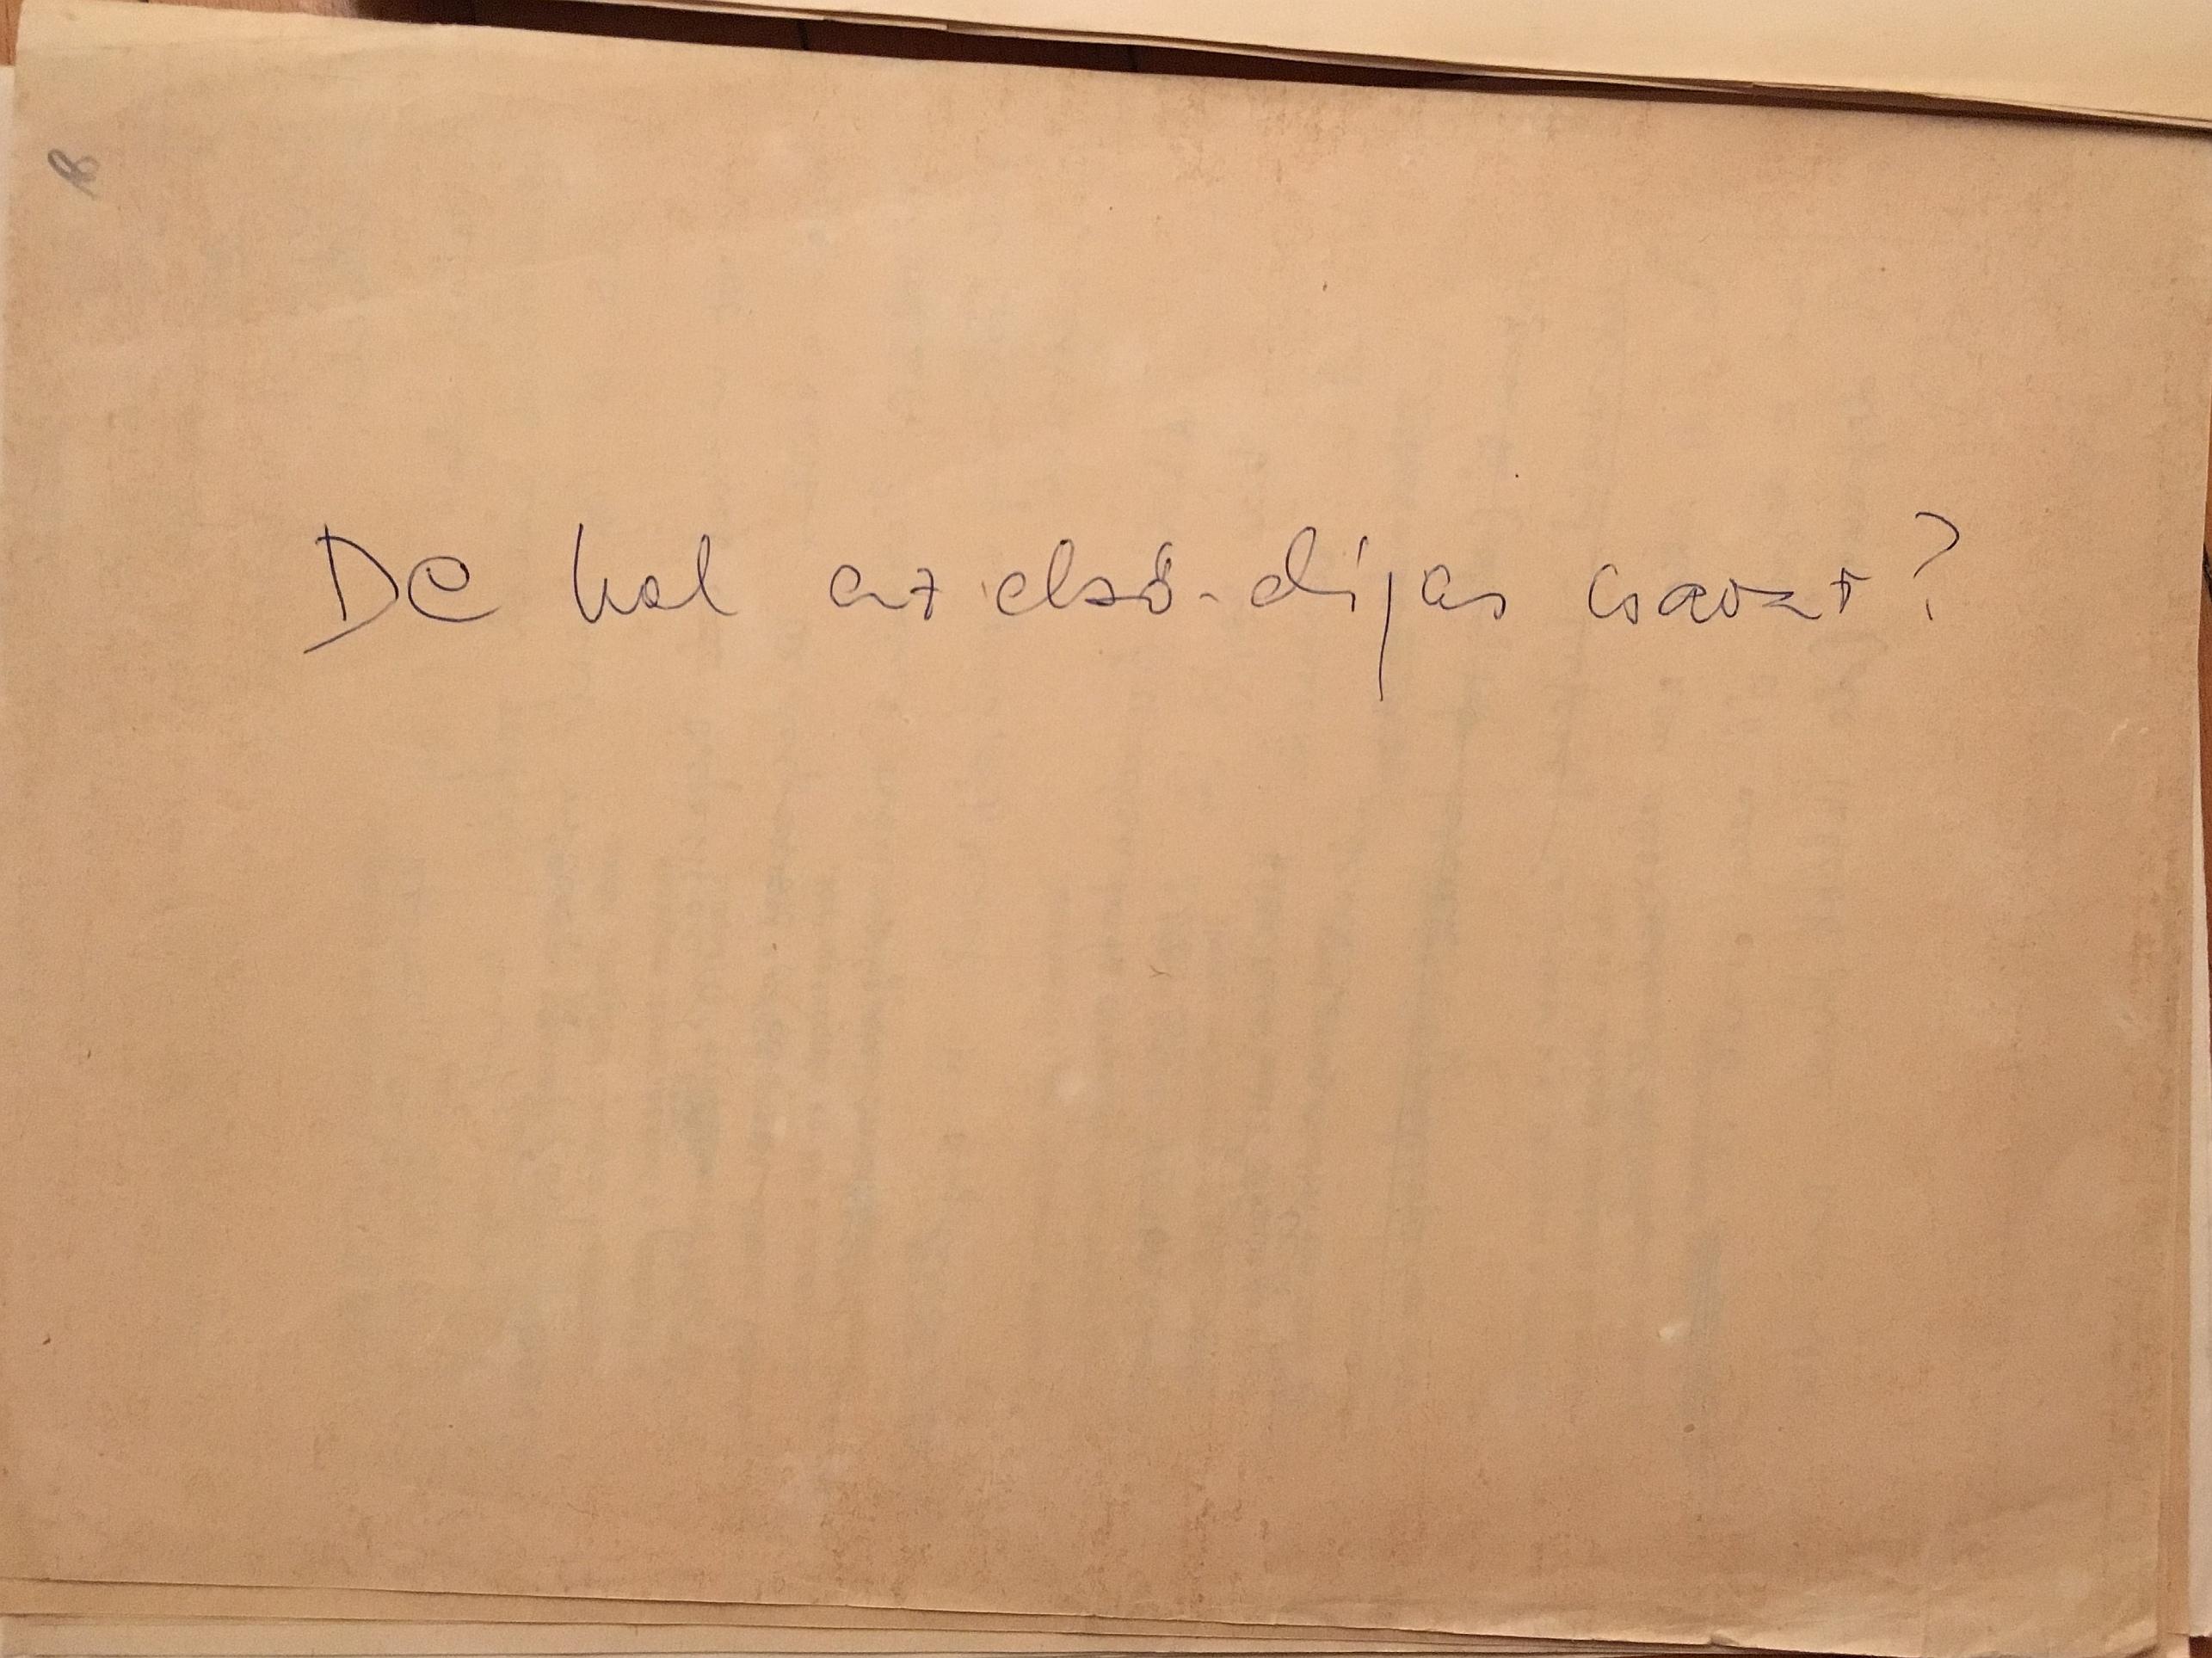 De hol az első-díjas